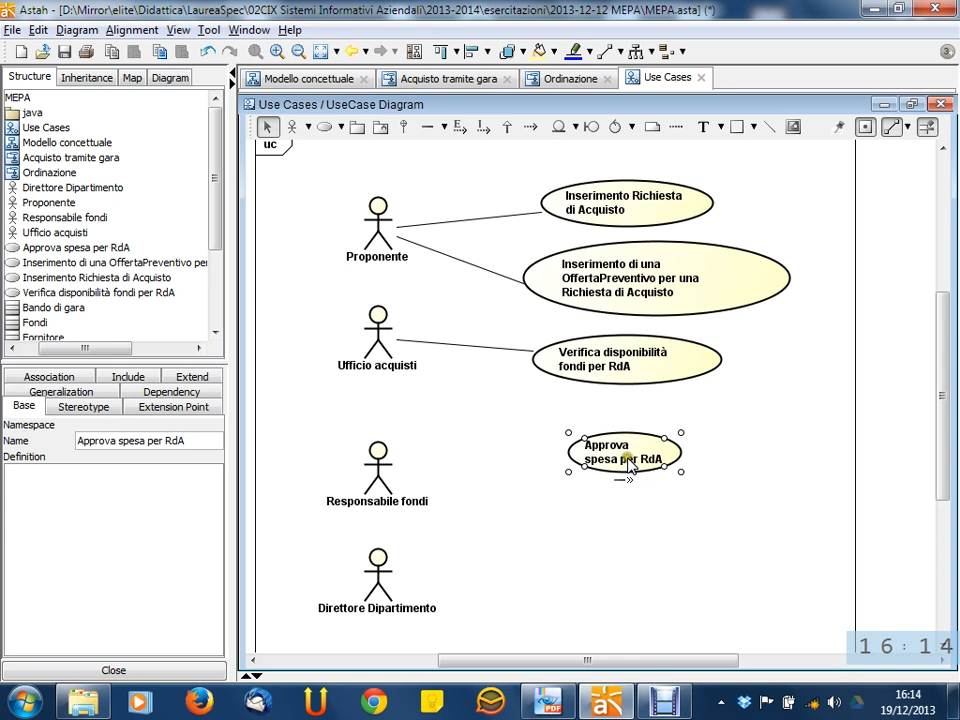 Astah - [D:\Mirror\elite\Didattica\LaureaSpec\02CIX Sistemi Informativi Aziendali\2013-2014\esercitazioni\2013-12-12 MEPA\MEPA.asta] (*)
File Edit Diagram Alignment View Tool Window Help
3
Structure Inheritance Map Diagram
MEPA
java
Use Cases
Modello concettuale
Acquisto tramite gara
Ordinazione
Direttore Dipartimento
Proponente
Responsabile fondi
Ufficio acquisti
Approva spesa per RdA
Inserimento di una OffertaPreventivo per
Inserimento Richiesta di Acquisto
Verifica disponibilità fondi per RdA
Bando di gara
Fondi
Fornitore
Association Include Extend
Generalization Dependency
Base Stereotype Extension Point
Namespace
Name Approva spesa per RdA
Definition
Close
Modello concettuale Acquisto tramite gara Ordinazione Use Cases
Use Cases / UseCase Diagram
T
uc
Proponente
Inserimento Richiesta
di Acquisto
Inserimento di una
OffertaPreventivo per una
Richiesta di Acquisto
Ufficio acquisti
Verifica disponibilità
fondi per RdA
Approva
spesa per RdA
Responsabile fondi
Direttore Dipartimento
16:14
PDF
16:14
19/12/2013